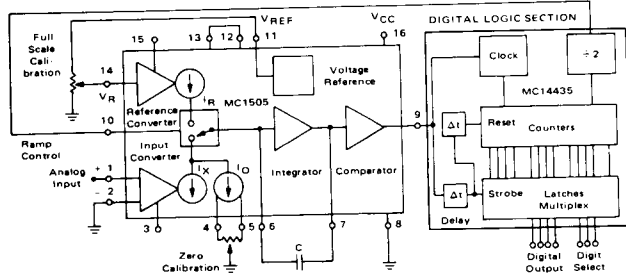 Full
Scale
Cali-
bration
VREF
VCC
DIGITAL LOGIC SECTION
15
13
12
11
16
14
VR
Clock
÷2
Voltage
Reference
IR
MC14435
Reference
Converter
MC1505
10
9
Δt
Reset
Counters
Ramp
Control
Input
Converter
Integrator
Comparator
Analog
Input
+ 1
– 2
IX
IO
Δt
Strobe
Latches
Multiplex
Delay
3
4
5
6
7
8
C
Zero
Calibration
Digital
Output
Digit
Select